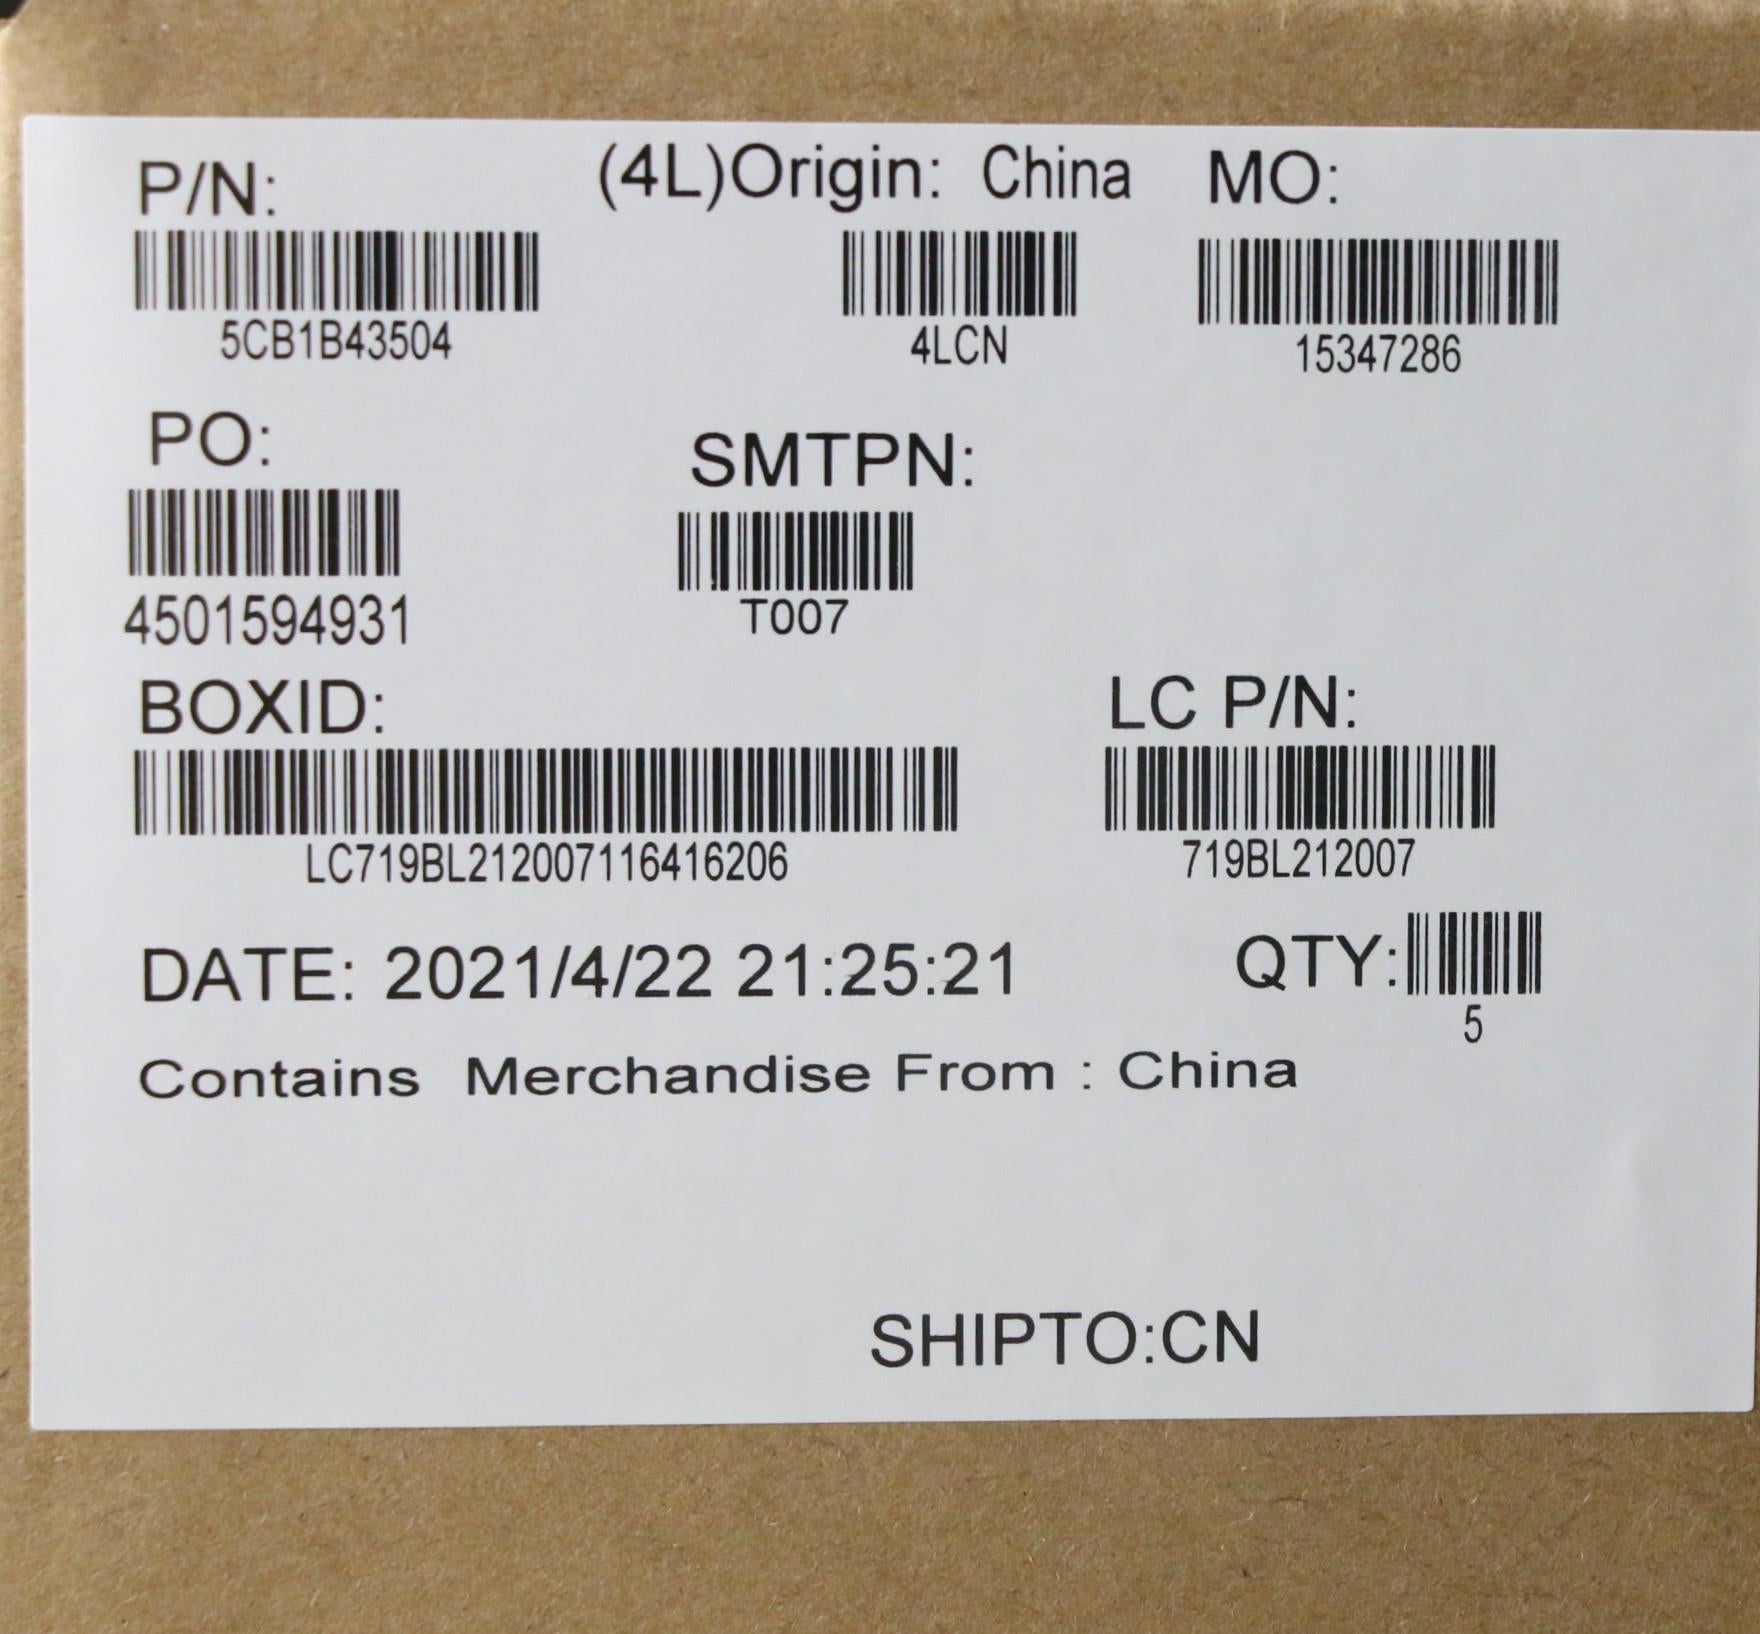 P/N: (4L)Origin: China MO:
5CB1B43504 4LCN 15347286
PO: SMTPN:
4501594931 T007
BOXID: LC P/N:
LC719BL212007116416206 719BL212007
DATE: 2021/4/22 21:25:21 QTY:
5
Contains Merchandise From : China
SHIPTO:CN